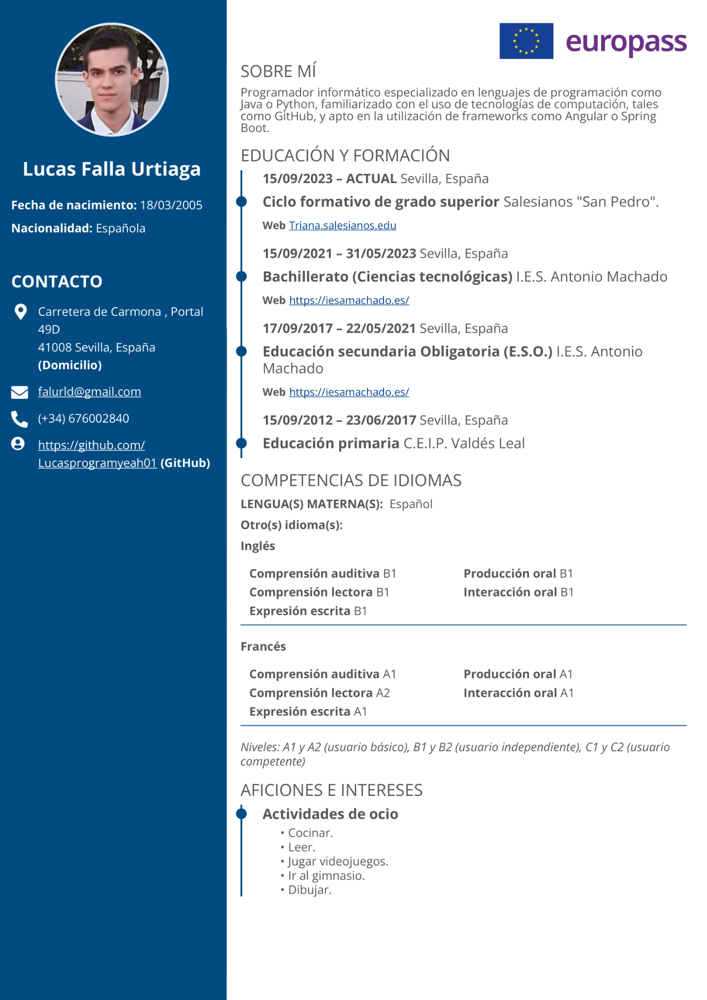 Lucas Falla Urtiaga
Fecha de nacimiento: 18/03/2005
Nacionalidad: Española
CONTACTO
Carretera de Carmona , Portal
49D
41008 Sevilla, España
(Domicilio)
falurld@gmail.com
(+34) 676002840
https://github.com/
Lucasprogramyeah01 (GitHub)
europass
SOBRE MÍ
Programador informático especializado en lenguajes de programación como
Java o Python, familiarizado con el uso de tecnologías de computación, tales
como GitHub, y apto en la utilización de frameworks como Angular o Spring
Boot.
EDUCACIÓN Y FORMACIÓN
15/09/2023 – ACTUAL Sevilla, España
Ciclo formativo de grado superior Salesianos "San Pedro".
Web Triana.salesianos.edu
15/09/2021 – 31/05/2023 Sevilla, España
Bachillerato (Ciencias tecnológicas) I.E.S. Antonio Machado
Web https://iesamachado.es/
17/09/2017 – 22/05/2021 Sevilla, España
Educación secundaria Obligatoria (E.S.O.) I.E.S. Antonio
Machado
Web https://iesamachado.es/
15/09/2012 – 23/06/2017 Sevilla, España
Educación primaria C.E.I.P. Valdés Leal
COMPETENCIAS DE IDIOMAS
LENGUA(S) MATERNA(S): Español
Otro(s) idioma(s):
Inglés
Comprensión auditiva B1 Producción oral B1
Comprensión lectora B1 Interacción oral B1
Expresión escrita B1
Francés
Comprensión auditiva A1 Producción oral A1
Comprensión lectora A2 Interacción oral A1
Expresión escrita A1
Niveles: A1 y A2 (usuario básico), B1 y B2 (usuario independiente), C1 y C2 (usuario
competente)
AFICIONES E INTERESES
Actividades de ocio
• Cocinar.
• Leer.
• Jugar videojuegos.
• Ir al gimnasio.
• Dibujar.